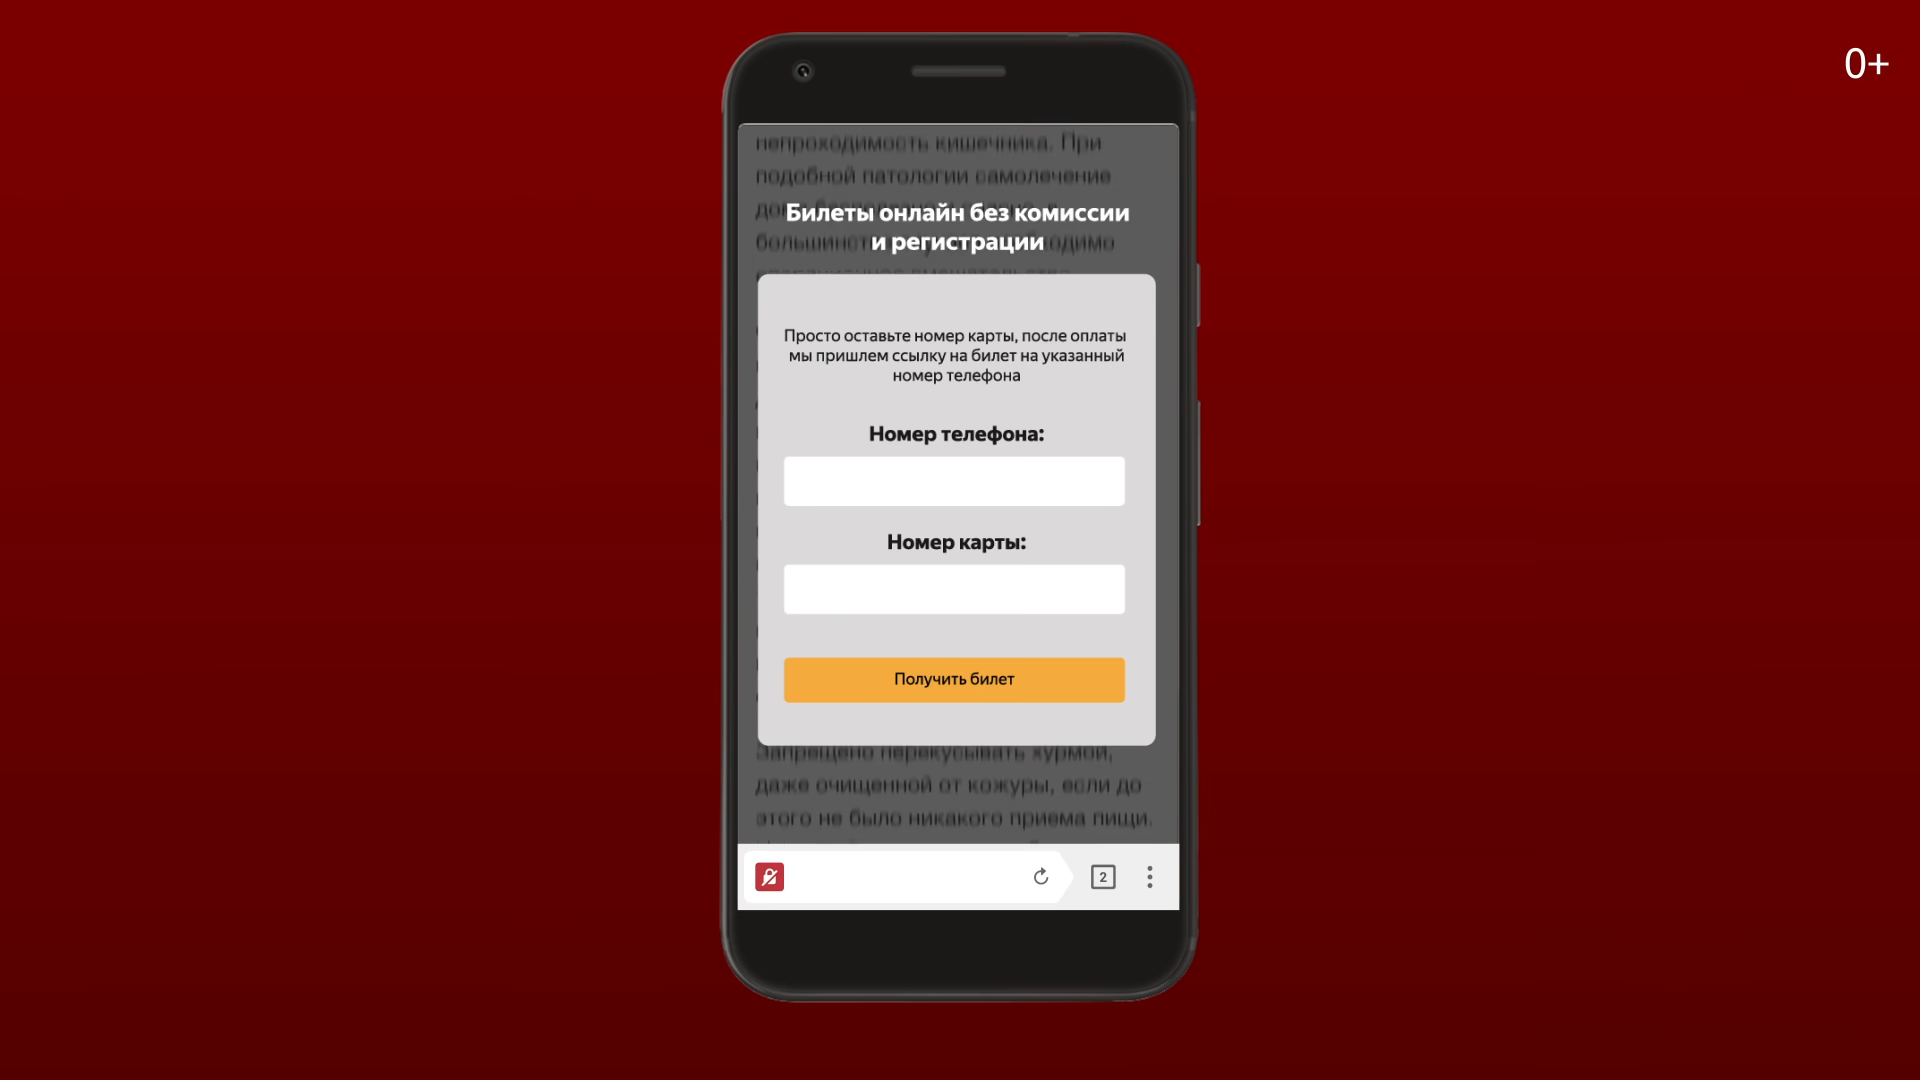 0+
непроходимость кишечника. При
подобной патологии самолечение
Билеты онлайн без комиссии
и регистрации
Просто оставьте номер карты, после оплаты
мы пришлем ссылку на билет на указанный
номер телефона
Номер телефона:
Номер карты:
Получить билет
Запрещено перекусывать хурмой,
даже очищенной от кожуры, если до
этого не было никакого приема пищи.
2